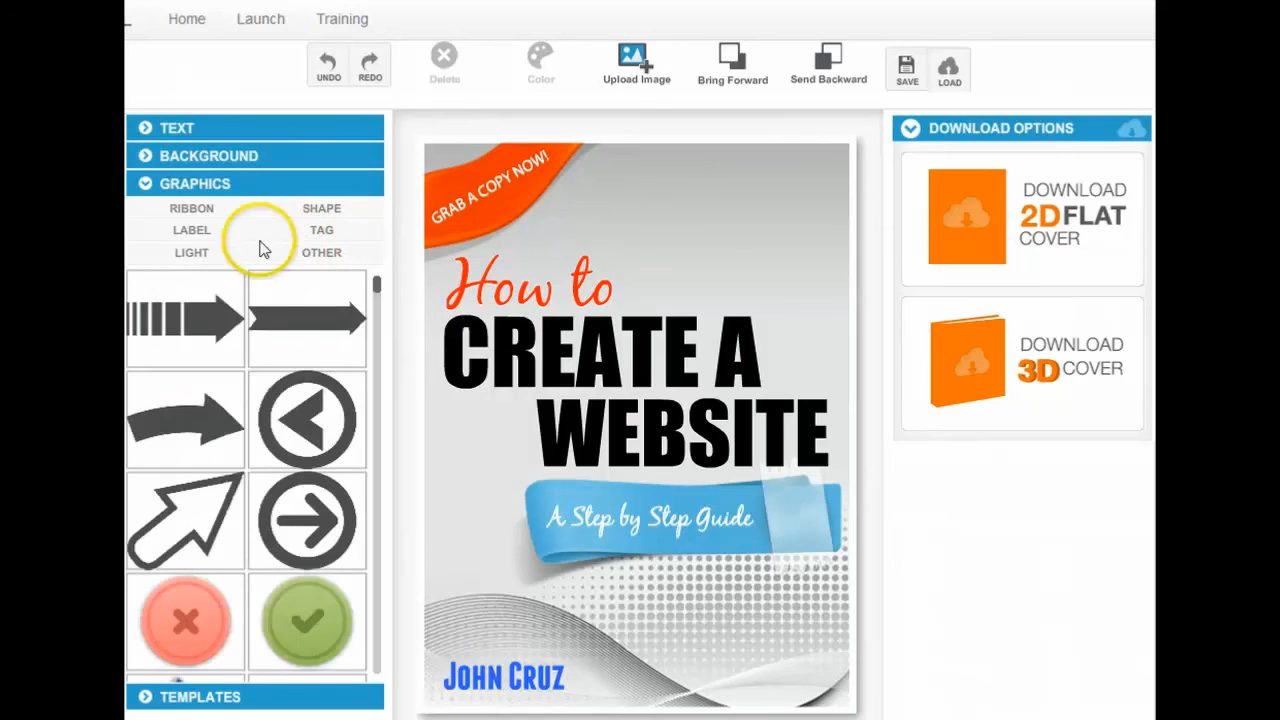 Home Launch Training
UNDO REDO Delete Color Upload Image Bring Forward Send Backward SAVE LOAD
TEXT
BACKGROUND
GRAPHICS
RIBBON SHAPE
LABEL TAG
LIGHT OTHER
TEMPLATES
GRAB A COPY NOW!
How to
CREATE A
WEBSITE
A Step by Step Guide
JOHN CRUZ
DOWNLOAD OPTIONS
DOWNLOAD
2D FLAT
COVER
DOWNLOAD
3D COVER